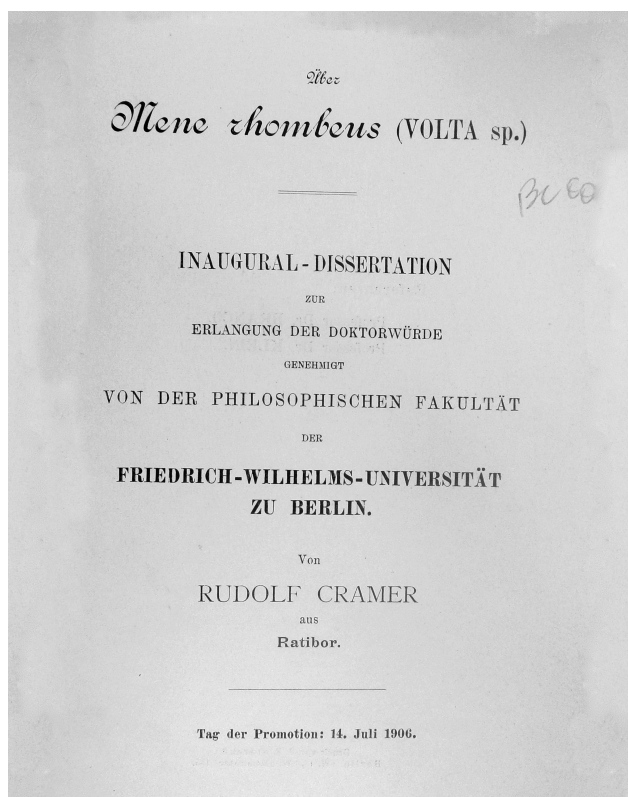 Über
Mene rhombeus (VOLTA sp.)
INAUGURAL-DISSERTATION
ZUR
ERLANGUNG DER DOKTORWÜRDE
GENEHMIGT
VON DER PHILOSOPHISCHEN FAKULTÄT
DER
FRIEDRICH-WILHELMS-UNIVERSITÄT
ZU BERLIN.
Von
RUDOLF CRAMER
aus
Ratibor.
Tag der Promotion: 14. Juli 1906.